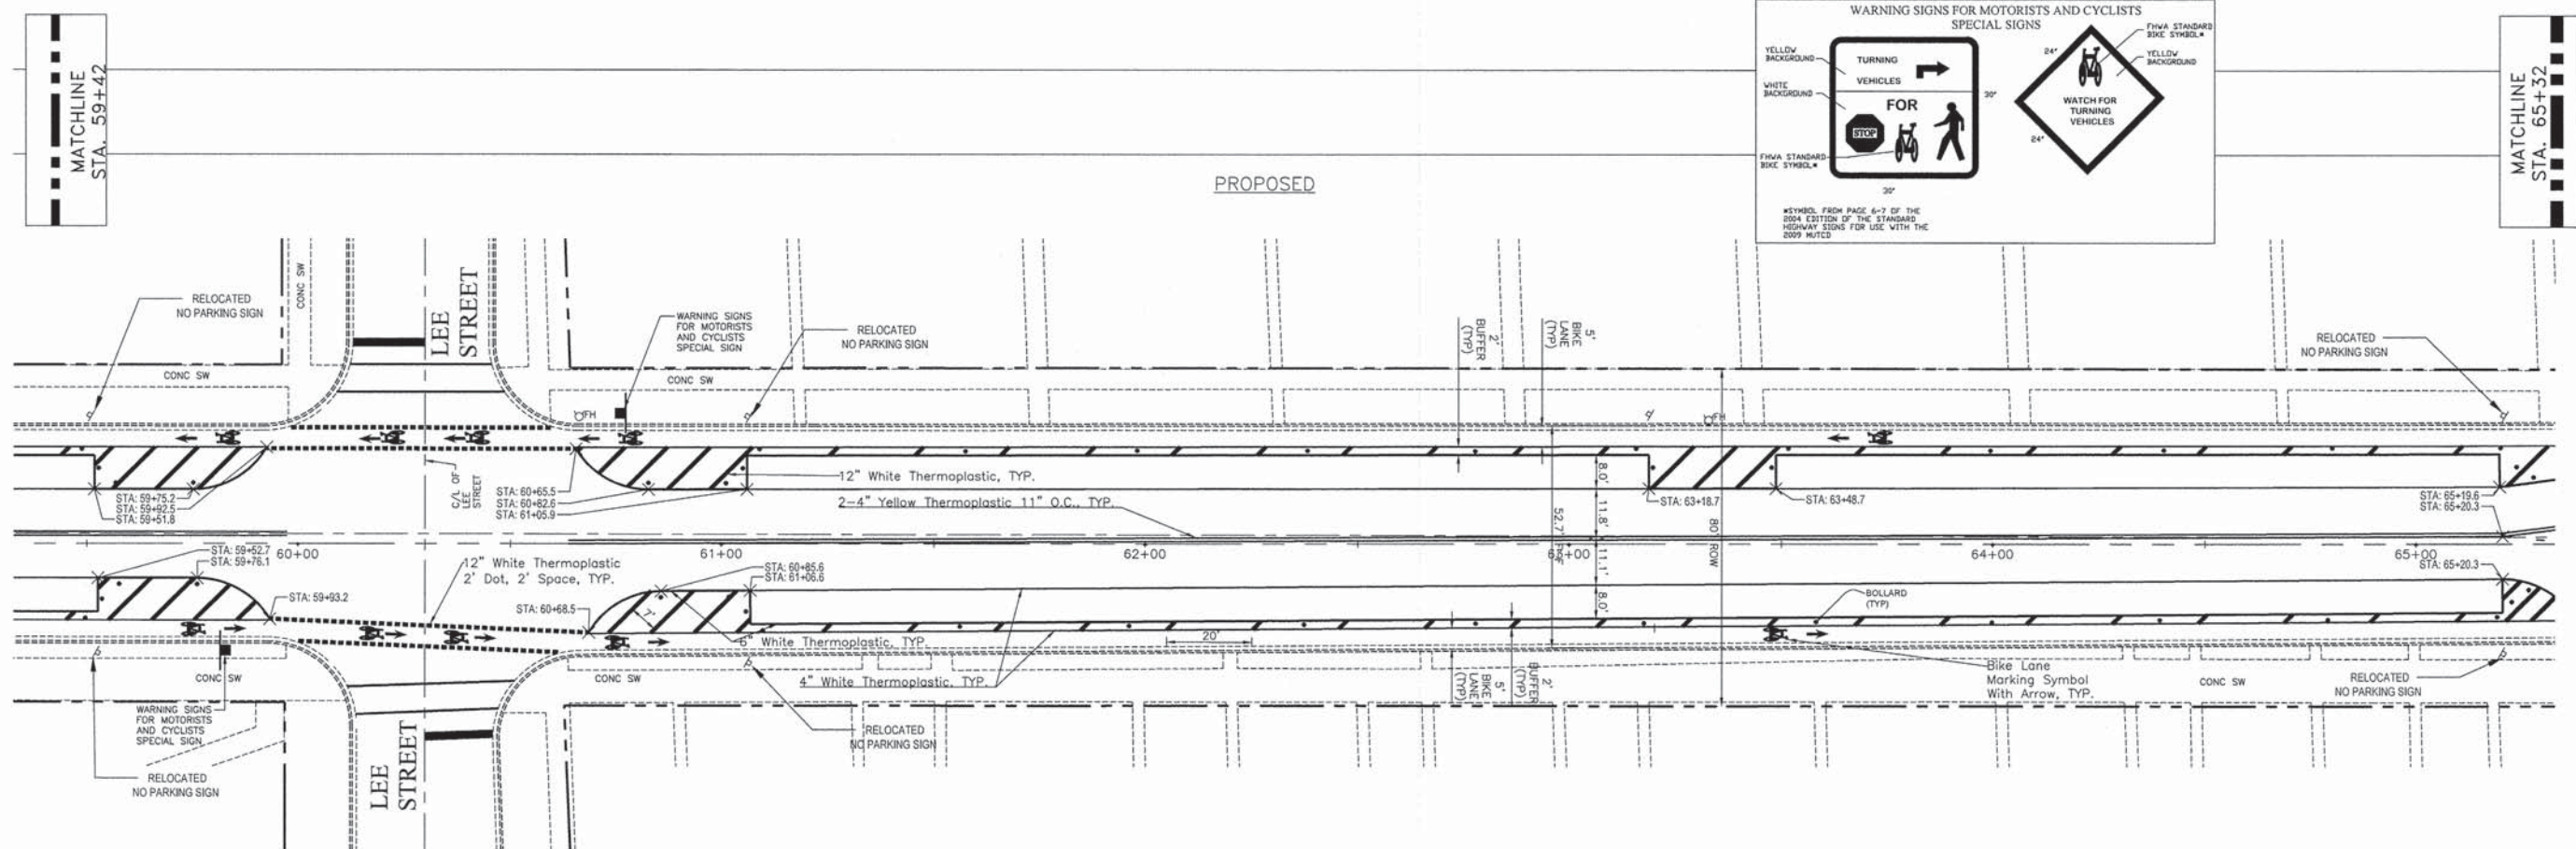 MATCHLINE
STA. 59+42
WARNING SIGNS FOR MOTORISTS AND CYCLISTS
SPECIAL SIGNS
YELLOW
BACKGROUND
WHITE
BACKGROUND
FHWA STANDARD
BIKE SYMBOL*
TURNING
VEHICLES
STOP
FOR
30"
30"
FHWA STANDARD
BIKE SYMBOL*
YELLOW
BACKGROUND
24"
24"
WATCH FOR
TURNING
VEHICLES
*SYMBOL FROM PAGE 6-7 OF THE
2004 EDITION OF THE STANDARD
HIGHWAY SIGNS FOR USE WITH THE
2009 MUTCD
MATCHLINE
STA. 65+32
PROPOSED
RELOCATED
NO PARKING SIGN
CONC SW
CONC SW
LEE
STREET
WARNING SIGNS
FOR MOTORISTS
AND CYCLISTS
SPECIAL SIGN
RELOCATED
NO PARKING SIGN
CONC SW
FH
2'
BUFFER
(TYP)
5'
BIKE
LANE
(TYP)
FH
RELOCATED
NO PARKING SIGN
STA: 59+75.2
STA: 59+92.5
STA: 59+51.8
C/L OF
LEE
STREET
STA: 60+65.5
STA: 60+82.6
STA: 61+05.9
12" White Thermoplastic, TYP.
2-4" Yellow Thermoplastic 11" O.C., TYP.
8.0'
11.8'
52.7' F-F
11.1'
8.0'
80' ROW
STA: 63+18.7
STA: 63+48.7
STA: 65+19.6
STA: 65+20.3
60+00
61+00
62+00
63+00
64+00
65+00
STA: 59+52.7
STA: 59+76.1
STA: 59+93.2
12" White Thermoplastic
2' Dot, 2' Space, TYP.
STA: 60+68.5
STA: 60+85.6
STA: 61+06.6
7'
6" White Thermoplastic, TYP
4" White Thermoplastic, TYP.
20'
BOLLARD
(TYP)
STA: 65+20.3
CONC SW
WARNING SIGNS
FOR MOTORISTS
AND CYCLISTS
SPECIAL SIGN
RELOCATED
NO PARKING SIGN
LEE
STREET
CONC SW
RELOCATED
NO PARKING SIGN
5'
BIKE
LANE
(TYP)
2'
BUFFER
(TYP)
Bike Lane
Marking Symbol
With Arrow, TYP.
CONC SW
RELOCATED
NO PARKING SIGN